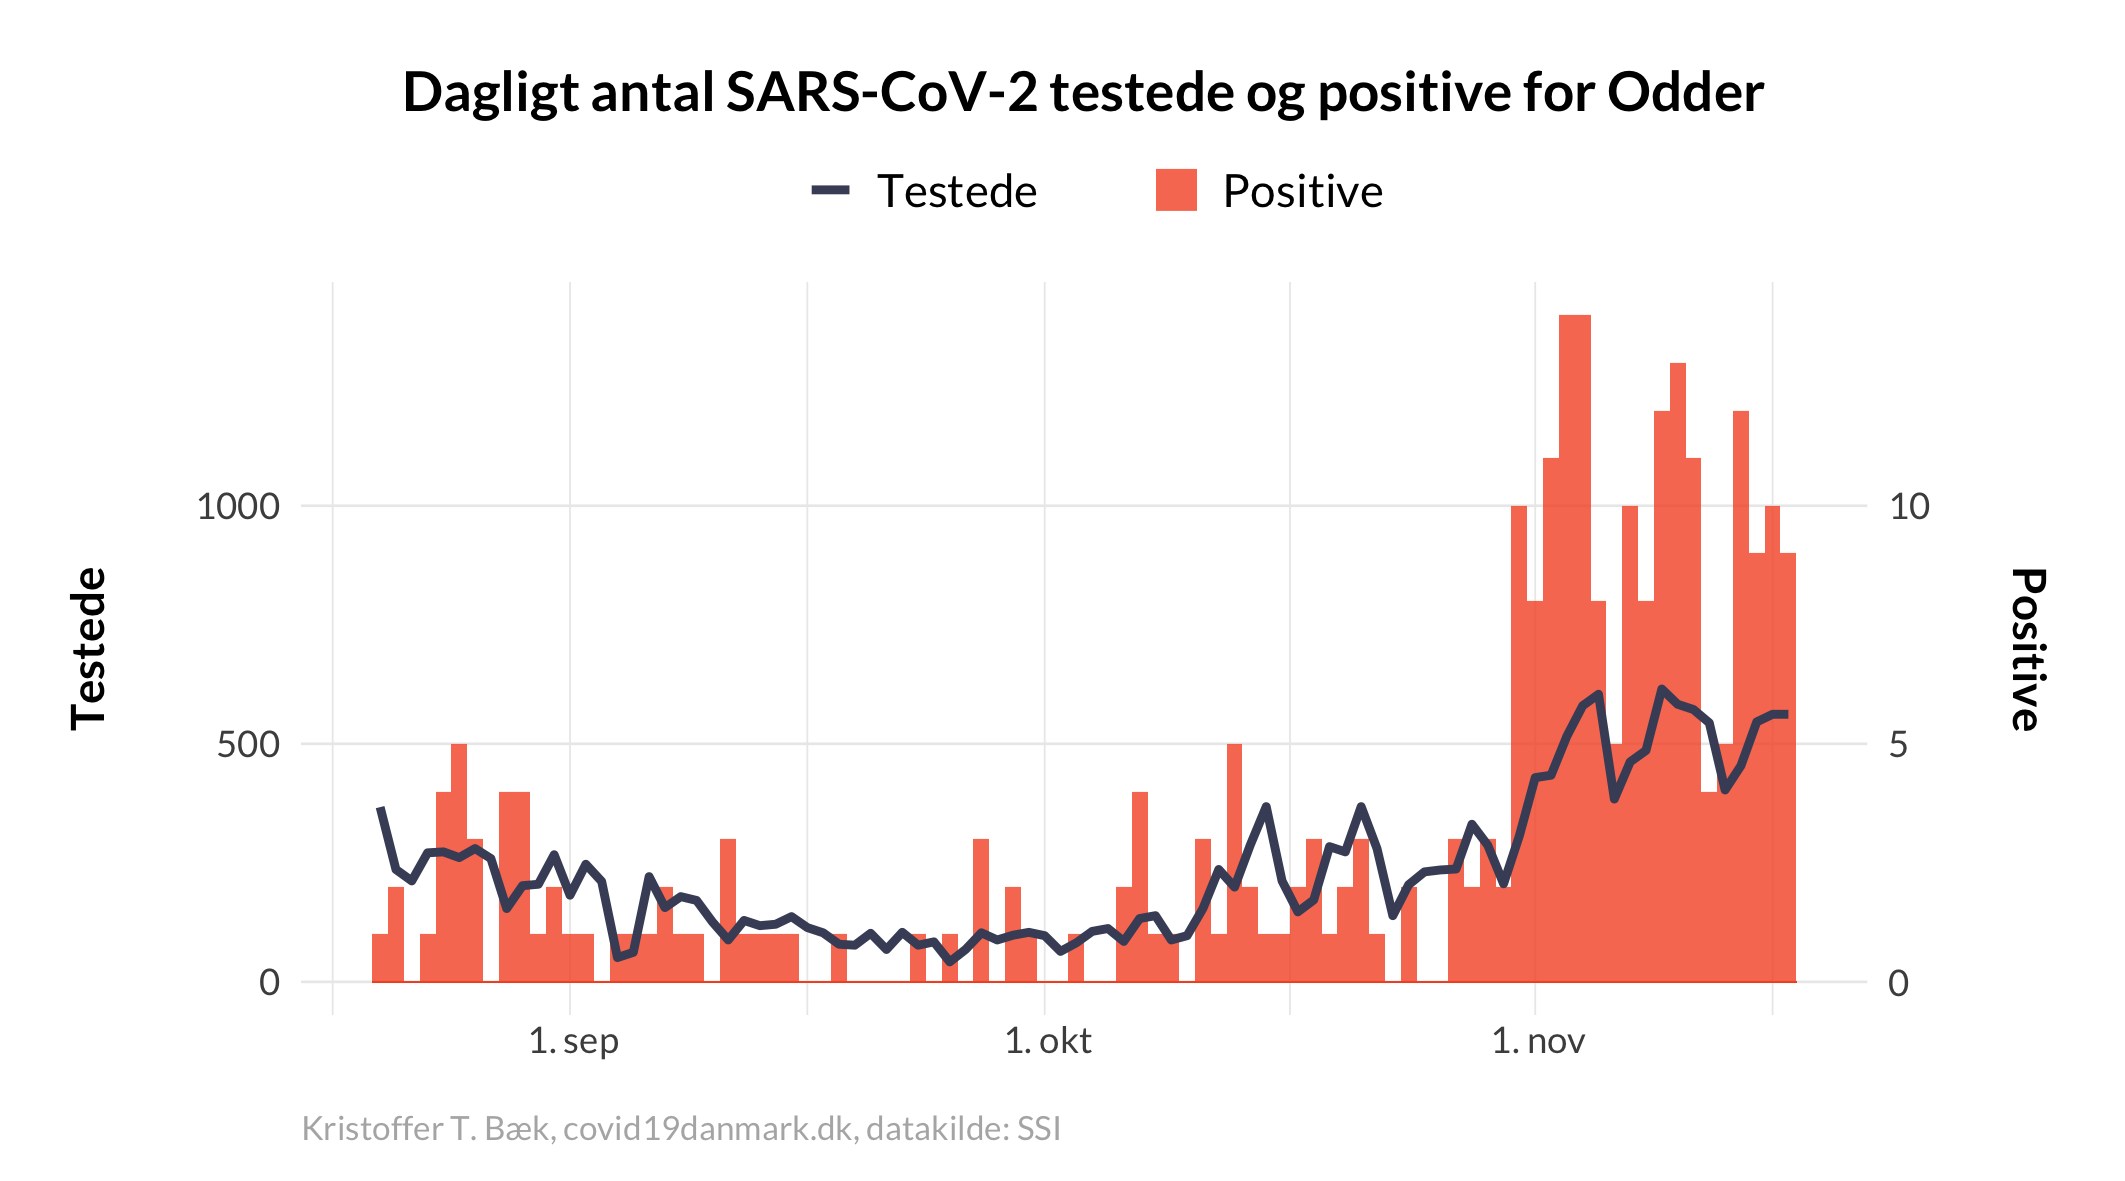 Dagligt antal SARS-CoV-2 testede og positive for Odder
Testede
Positive
1000
500
0
10
5
0
Testede
Positive
1. sep
1. okt
1. nov
Kristoffer T. Bæk, covid19danmark.dk, datakilde: SSI